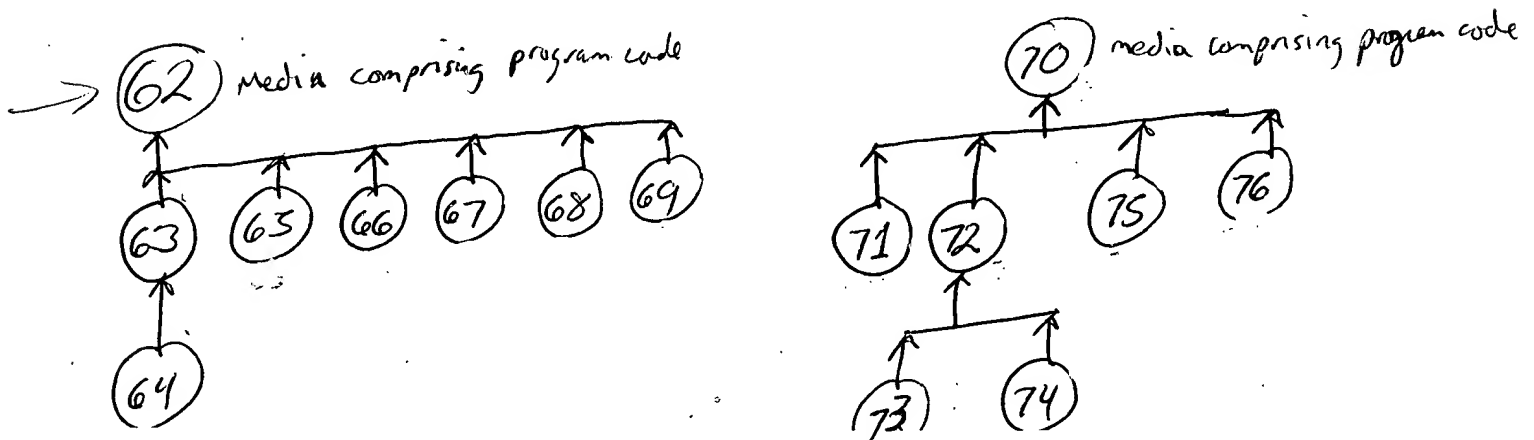 62 Media comprising program code
70 media comprising program code
63 65 66 67 68 69
71 72 75 76
64
73 74